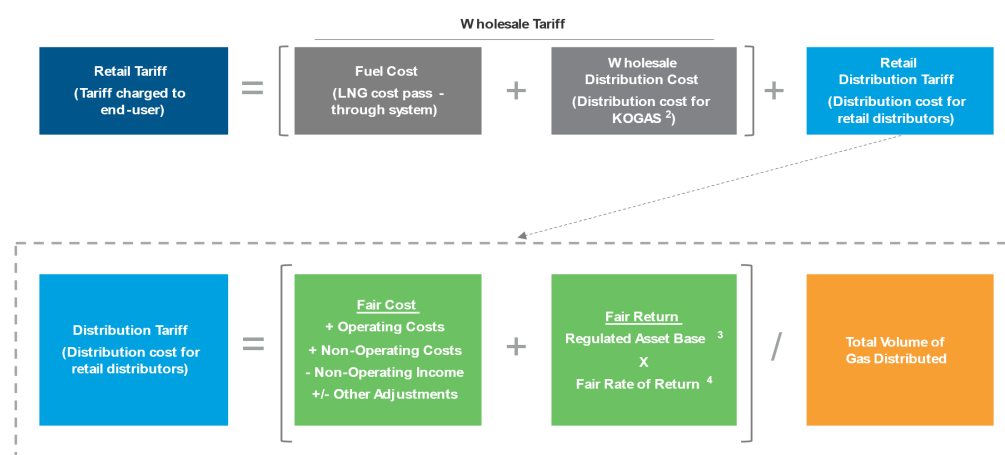 Wholesale Tariff
Retail Tariff
(Tariff charged to
end-user)
=
Fuel Cost
(LNG cost pass -
through system)
+
Wholesale
Distribution Cost
(Distribution cost for
KOGAS 2)
+
Retail
Distribution Tariff
(Distribution cost for
retail distributors)
Distribution Tariff
(Distribution cost for
retail distributors)
=
Fair Cost
+ Operating Costs
+ Non-Operating Costs
- Non-Operating Income
+/- Other Adjustments
+
Fair Return
Regulated Asset Base 3
X
Fair Rate of Return 4
/
Total Volume of
Gas Distributed